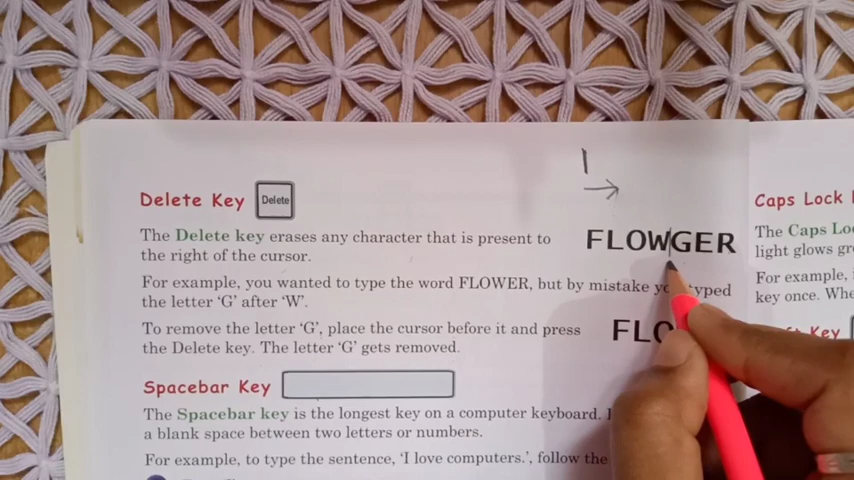 Delete Key Delete
The Delete key erases any character that is present to
the right of the cursor.
FLOWGER
For example, you wanted to type the word FLOWER, but by mistake typed
the letter ‘G’ after ‘W’.
To remove the letter ‘G’, place the cursor before it and press
the Delete key. The letter ‘G’ gets removed.
Spacebar Key
The Spacebar key is the longest key on a computer keyboard.
a blank space between two letters or numbers.
For example, to type the sentence, ‘I love computers.’, follow the
Caps Lock
The Caps
light glows
For example,
key once.
Key